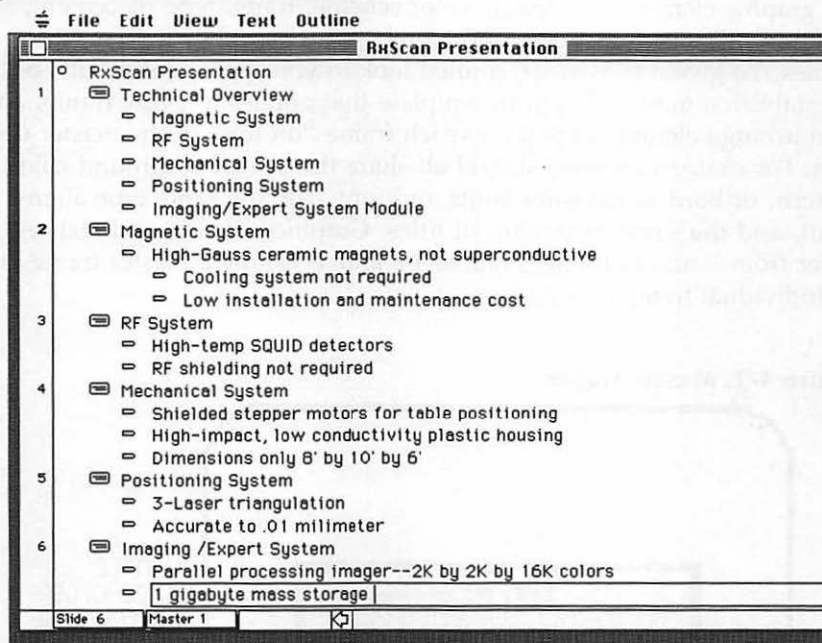 File Edit View Text Outline
RxScan Presentation
RxScan Presentation
1 Technical Overview
Magnetic System
RF System
Mechanical System
Positioning System
Imaging/Expert System Module
2 Magnetic System
High-Gauss ceramic magnets, not superconductive
Cooling system not required
Low installation and maintenance cost
3 RF System
High-temp SQUID detectors
RF shielding not required
4 Mechanical System
Shielded stepper motors for table positioning
High-impact, low conductivity plastic housing
Dimensions only 8' by 10' by 6'
5 Positioning System
3-Laser triangulation
Accurate to .01 milimeter
6 Imaging /Expert System
Parallel processing imager--2K by 2K by 16K colors
1 gigabyte mass storage
Slide 6 Master 1